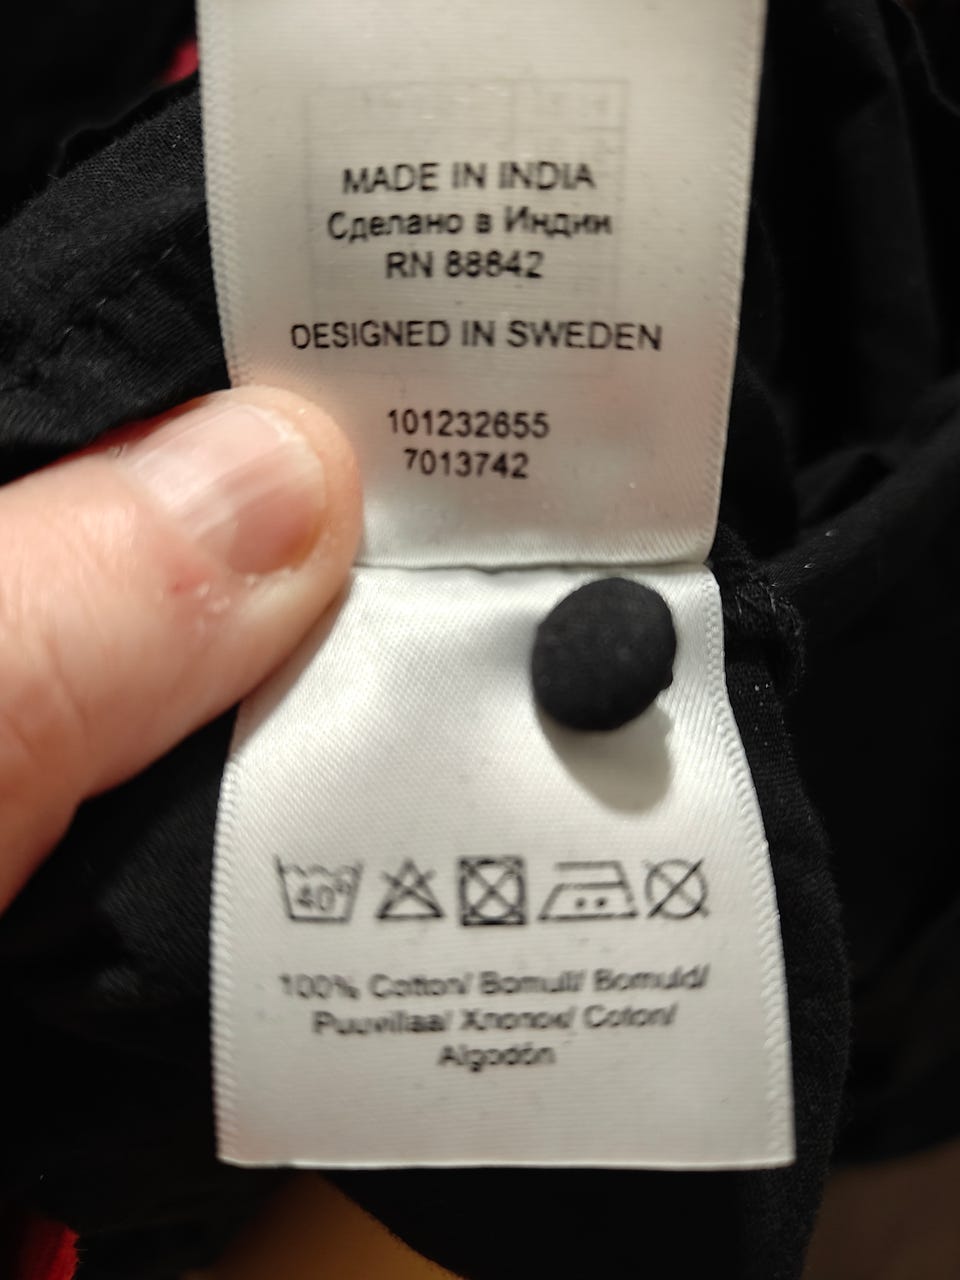 MADE IN INDIA
Сделано в Индии
RN 88842
DESIGNED IN SWEDEN
101232655
7013742
40°
100% Cotton/ Bomull/ Bomuld/
Puuvillaa/ Хлопок/ Coton/
Algodón